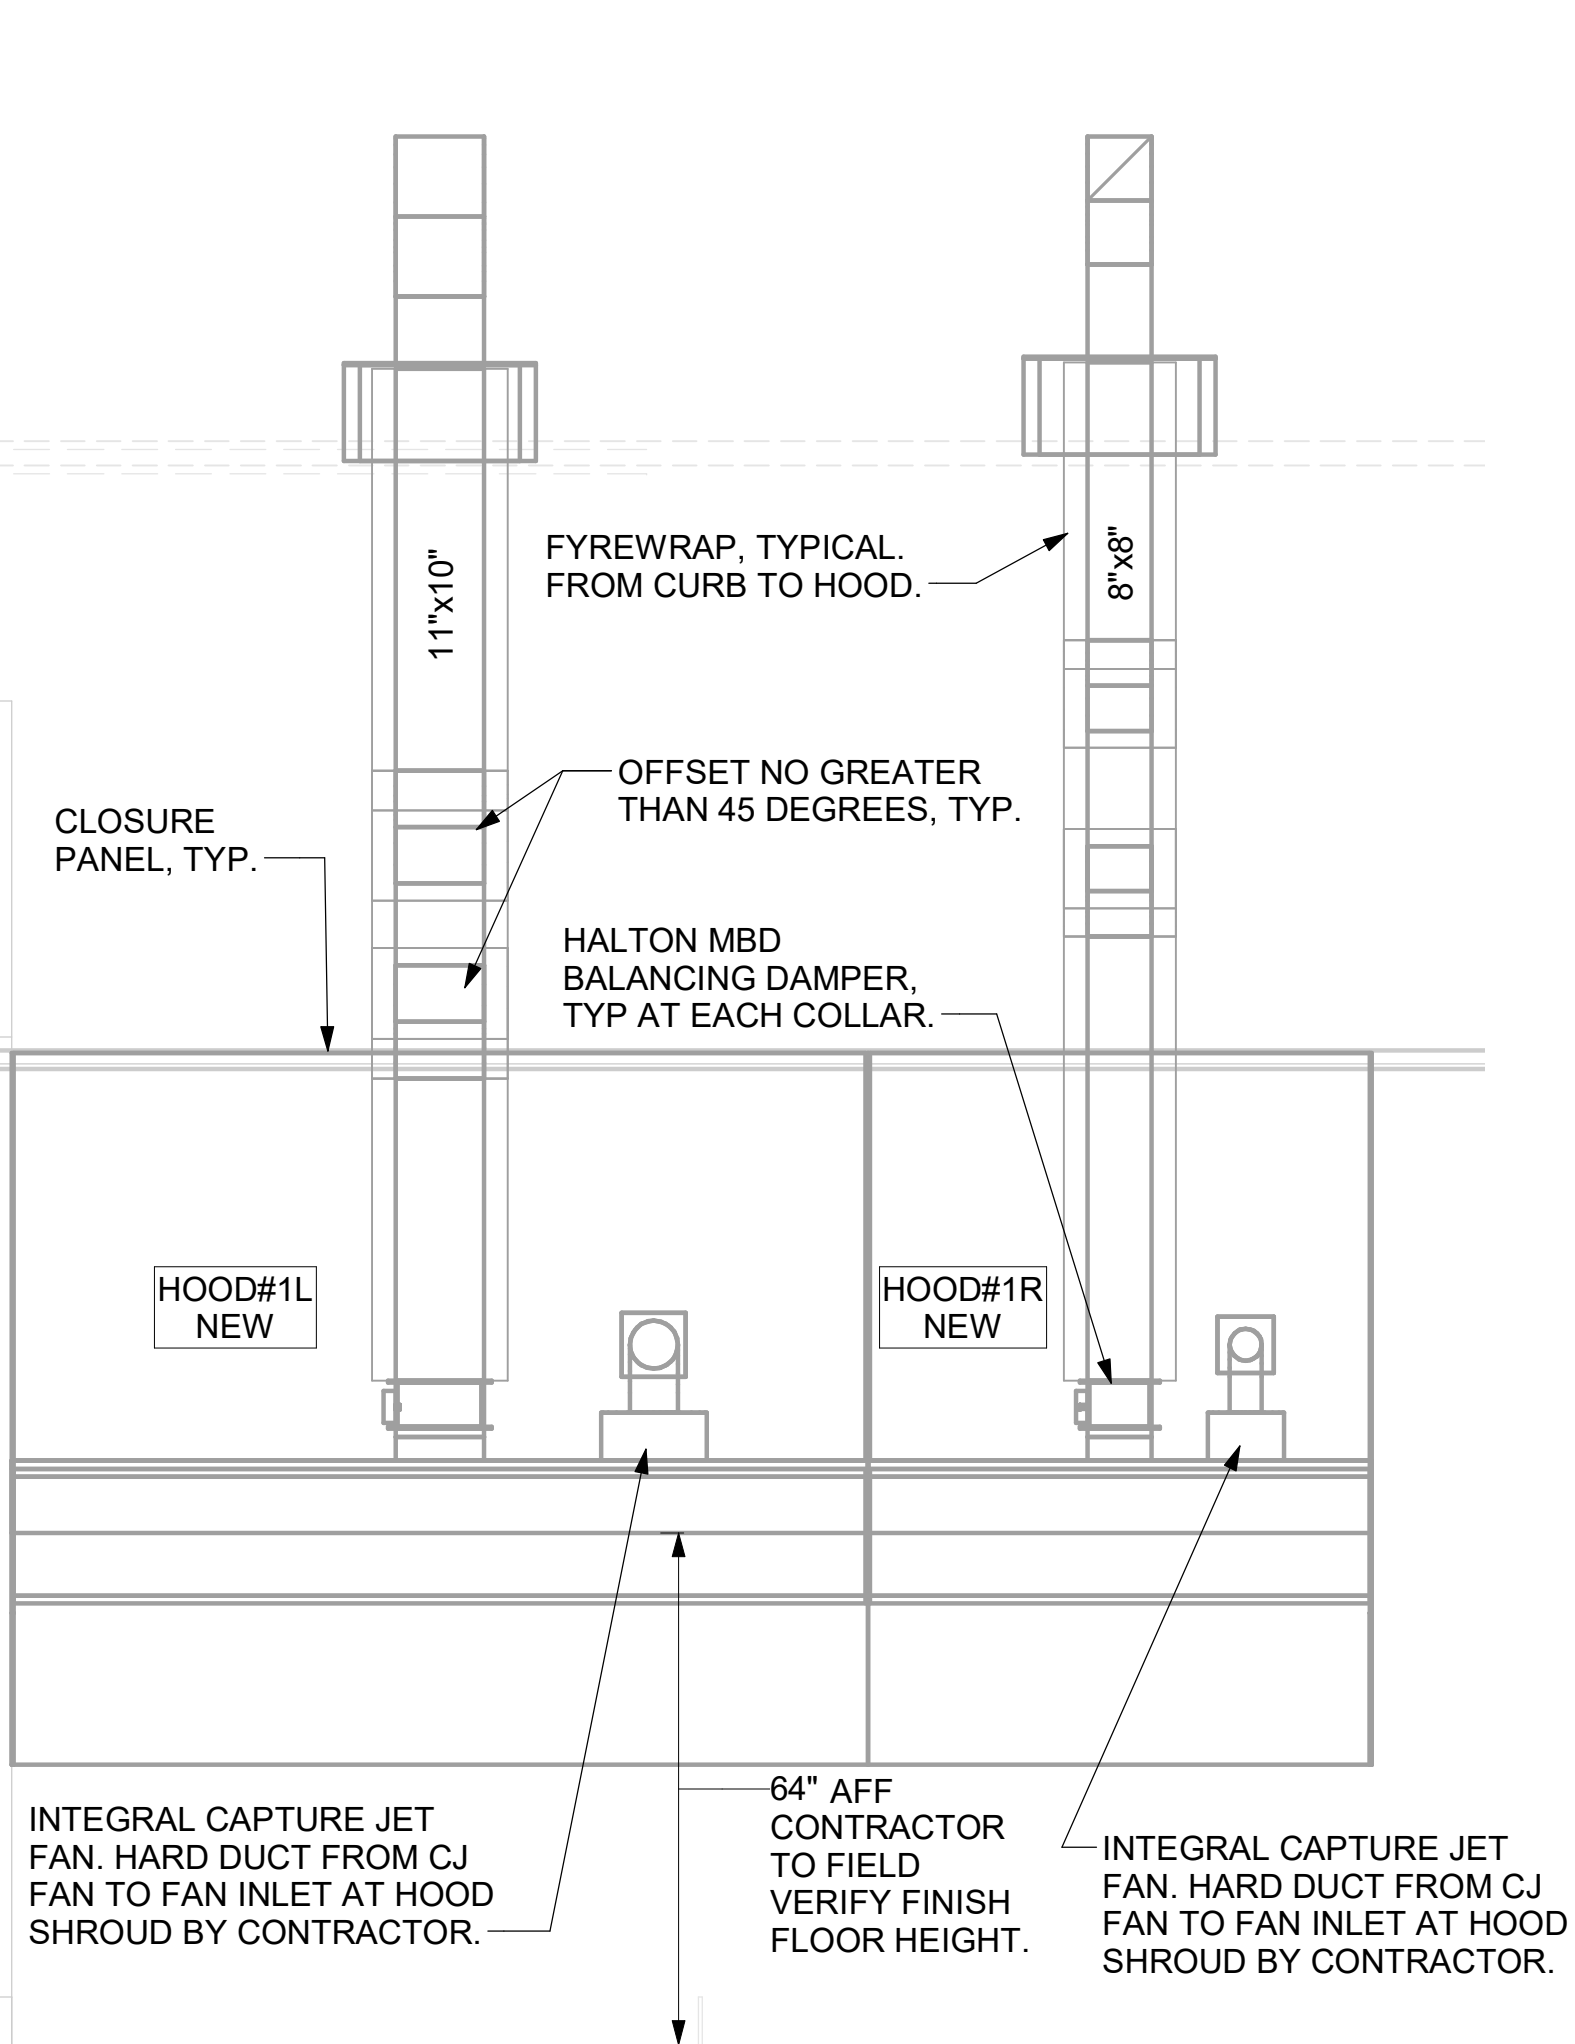 FYREWRAP, TYPICAL.
FROM CURB TO HOOD.
11"x10"
8"x8"
OFFSET NO GREATER
THAN 45 DEGREES, TYP.
CLOSURE
PANEL, TYP.
HALTON MBD
BALANCING DAMPER,
TYP AT EACH COLLAR.
HOOD#1L
NEW
HOOD#1R
NEW
INTEGRAL CAPTURE JET
FAN. HARD DUCT FROM CJ
FAN TO FAN INLET AT HOOD
SHROUD BY CONTRACTOR.
64" AFF
CONTRACTOR
TO FIELD
VERIFY FINISH
FLOOR HEIGHT.
INTEGRAL CAPTURE JET
FAN. HARD DUCT FROM CJ
FAN TO FAN INLET AT HOOD
SHROUD BY CONTRACTOR.